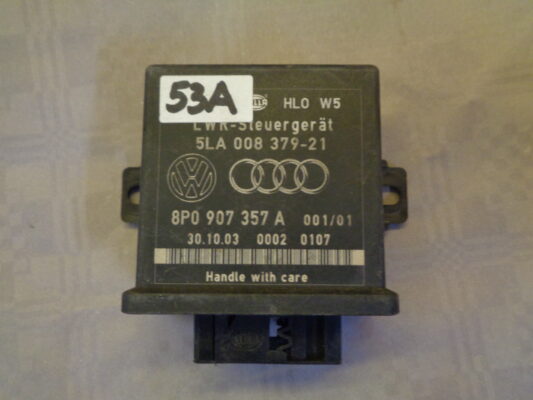 53A
HELLA HLO W5
LWR-Steuergerät
5LA 008 379-21
8P0 907 357 A 001/01
30.10.03 0002 0107
Handle with care